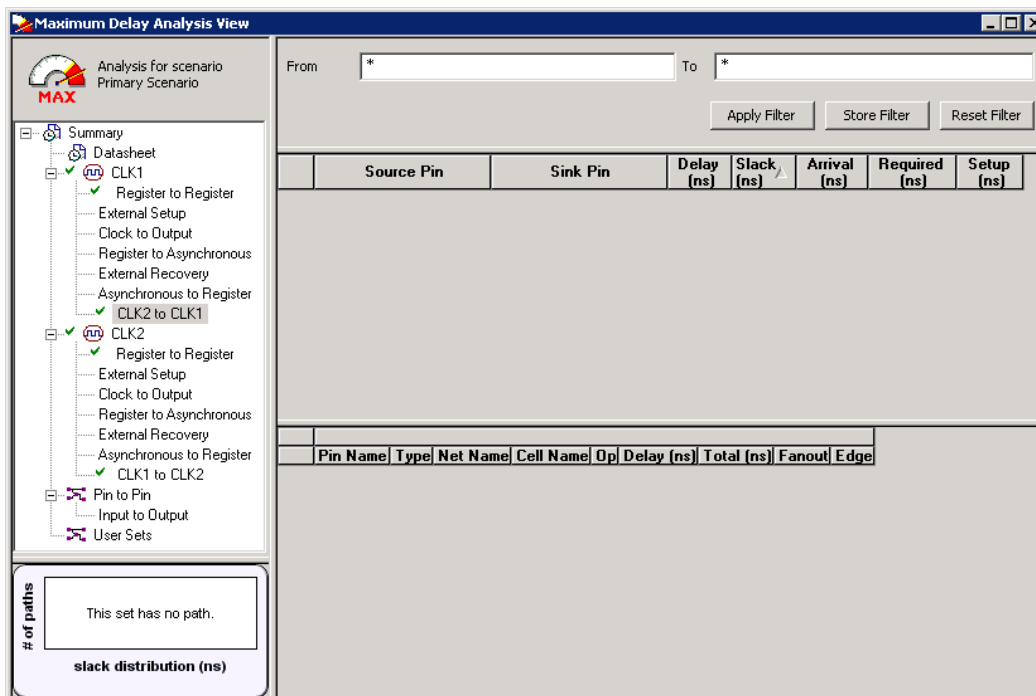 Maximum Delay Analysis View
MAX
Analysis for scenario
Primary Scenario
Summary
Datasheet
CLK1
Register to Register
External Setup
Clock to Output
Register to Asynchronous
External Recovery
Asynchronous to Register
CLK2 to CLK1
CLK2
Register to Register
External Setup
Clock to Output
Register to Asynchronous
External Recovery
Asynchronous to Register
CLK1 to CLK2
Pin to Pin
Input to Output
User Sets
# of paths
This set has no path.
slack distribution (ns)
From * To *
Apply Filter Store Filter Reset Filter
Source Pin Sink Pin Delay (ns) Slack (ns) Arrival (ns) Required (ns) Setup (ns)
Pin Name Type Net Name Cell Name Op Delay (ns) Total (ns) Fanout Edge